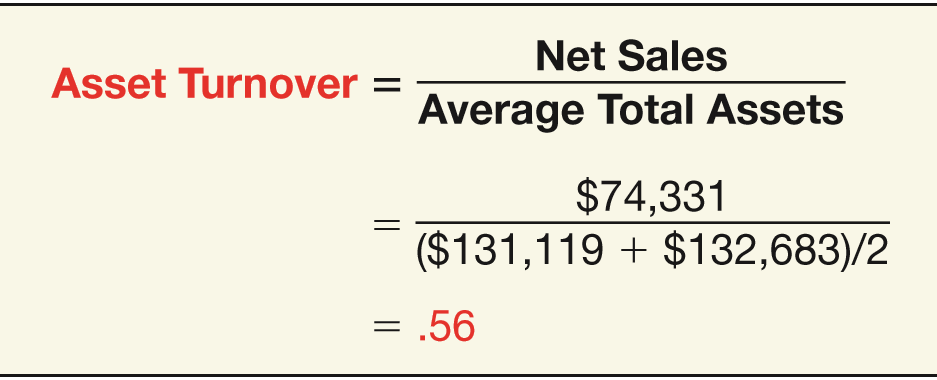 Asset Turnover = Net Sales
Average Total Assets
= $74,331
($131,119 + $132,683)/2
= .56